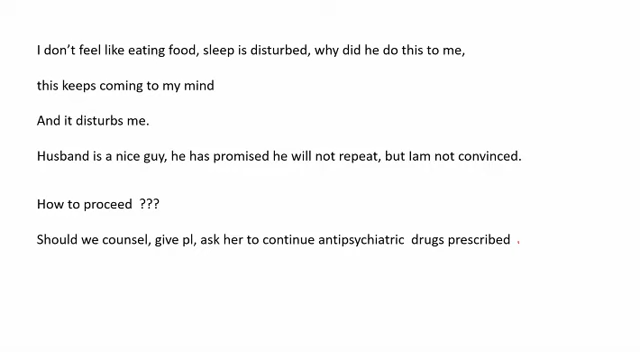 I don't feel like eating food, sleep is disturbed, why did he do this to me,
this keeps coming to my mind
And it disturbs me.
Husband is a nice guy, he has promised he will not repeat, but Iam not convinced.
How to proceed ???
Should we counsel, give pl, ask her to continue antipsychiatric drugs prescribed .